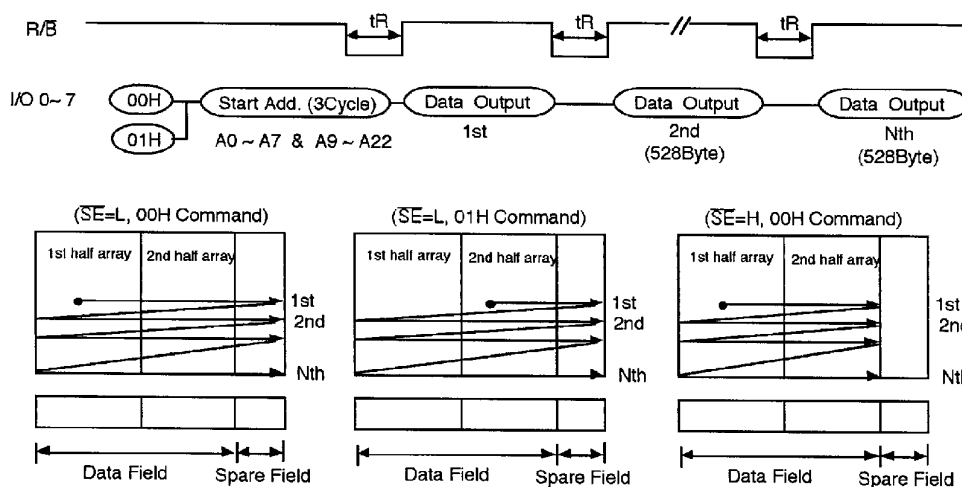 R/B̅ tR tR tR
I/O 0~7 00H Start Add. (3Cycle) Data Output Data Output Data Output
01H A0 ~ A7 & A9 ~ A22 1st 2nd Nth
(528Byte) (528Byte)
(S̅E̅=L, 00H Command) (S̅E̅=L, 01H Command) (S̅E̅=H, 00H Command)
1st half array 2nd half array 1st half array 2nd half array 1st half array 2nd half array
1st 1st 1st
2nd 2nd 2nd
Nth Nth Nth
Data Field Spare Field Data Field Spare Field Data Field Spare Field